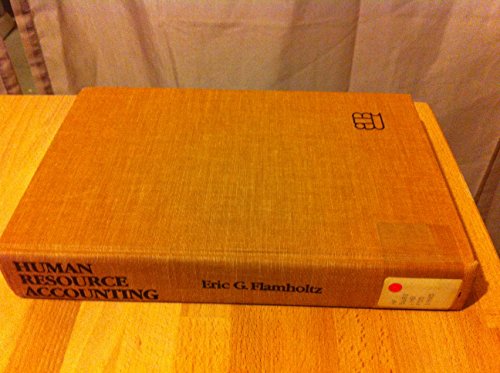 HUMAN
RESOURCE
ACCOUNTING
Eric G. Flamholtz